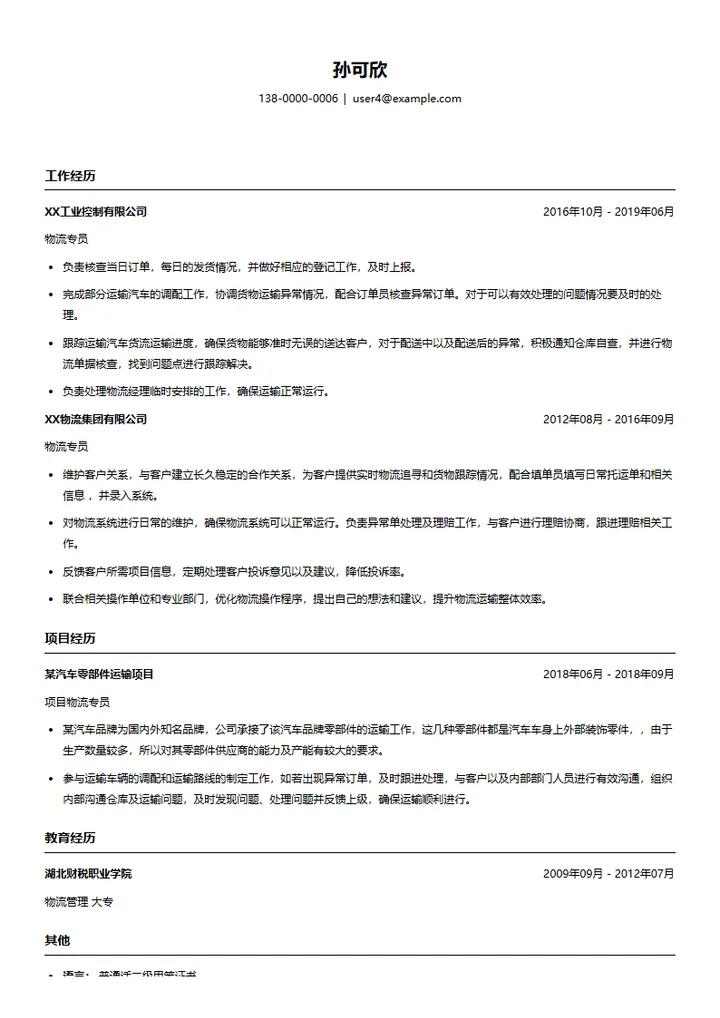 孙可欣
138-0000-0006 | user4@example.com
工作经历
XX工业控制有限公司 2016年10月 - 2019年06月
物流专员
• 负责核查当日订单，每日的发货情况，并做好相应的登记工作，及时上报。
• 完成部分运输汽车的调配工作，协调货物运输异常情况，配合订单员核查异常订单。对于可以有效处理的问题情况要及时的处
理。
• 跟踪运输汽车货流运输进度，确保货物能够准时无误的送达客户，对于配送中以及配送后的异常，积极通知仓库自查，并进行物
流单据核查，找到问题点进行跟踪解决。
• 负责处理物流经理临时安排的工作，确保运输正常运行。
XX物流集团有限公司 2012年08月 - 2016年09月
物流专员
• 维护客户关系，与客户建立长久稳定的合作关系，为客户提供实时物流追寻和货物跟踪情况，配合填单员填写日常托运单和相关
信息 ，并录入系统。
• 对物流系统进行日常的维护，确保物流系统可以正常运行。负责异常单处理及理赔工作，与客户进行理赔协商，跟进理赔相关工
作。
• 反馈客户所需项目信息，定期处理客户投诉意见以及建议，降低投诉率。
• 联合相关操作单位和专业部门，优化物流操作程序，提出自己的想法和建议，提升物流运输整体效率。
项目经历
某汽车零部件运输项目 2018年06月 - 2018年09月
项目物流专员
• 某汽车品牌为国内外知名品牌，公司承接了该汽车品牌零部件的运输工作，这几种零部件都是汽车车身上外部装饰零件，，由于
生产数量较多，所以对其零部件供应商的能力及产能有较大的要求。
• 参与运输车辆的调配和运输路线的制定工作，如若出现异常订单，及时跟进处理，与客户以及内部部门人员进行有效沟通，组织
内部沟通仓库及运输问题，及时发现问题、处理问题并反馈上级，确保运输顺利进行。
教育经历
湖北财税职业学院 2009年09月 - 2012年07月
物流管理 大专
其他
• 语言： 普通话二级甲等证书